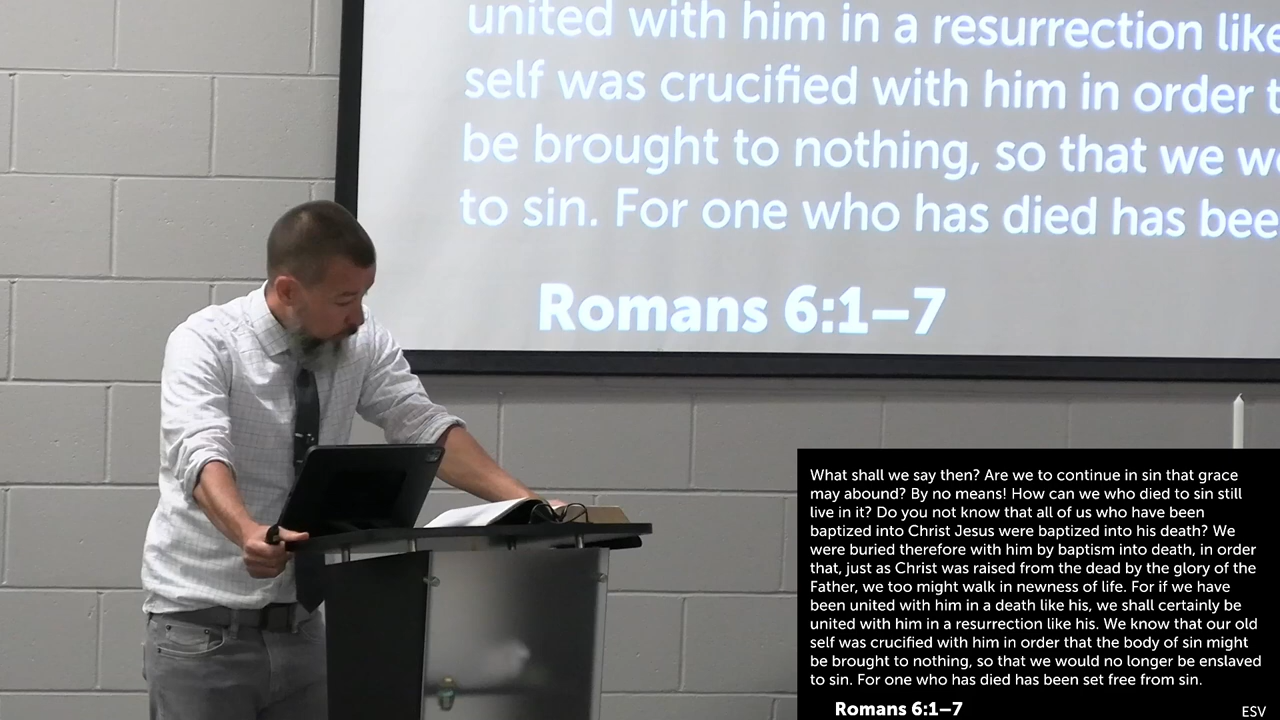 united with him in a resurrection like
self was crucified with him in order t
be brought to nothing, so that we w
to sin. For one who has died has bee
Romans 6:1–7
What shall we say then? Are we to continue in sin that grace
may abound? By no means! How can we who died to sin still
live in it? Do you not know that all of us who have been
baptized into Christ Jesus were baptized into his death? We
were buried therefore with him by baptism into death, in order
that, just as Christ was raised from the dead by the glory of the
Father, we too might walk in newness of life. For if we have
been united with him in a death like his, we shall certainly be
united with him in a resurrection like his. We know that our old
self was crucified with him in order that the body of sin might
be brought to nothing, so that we would no longer be enslaved
to sin. For one who has died has been set free from sin.
Romans 6:1–7
ESV